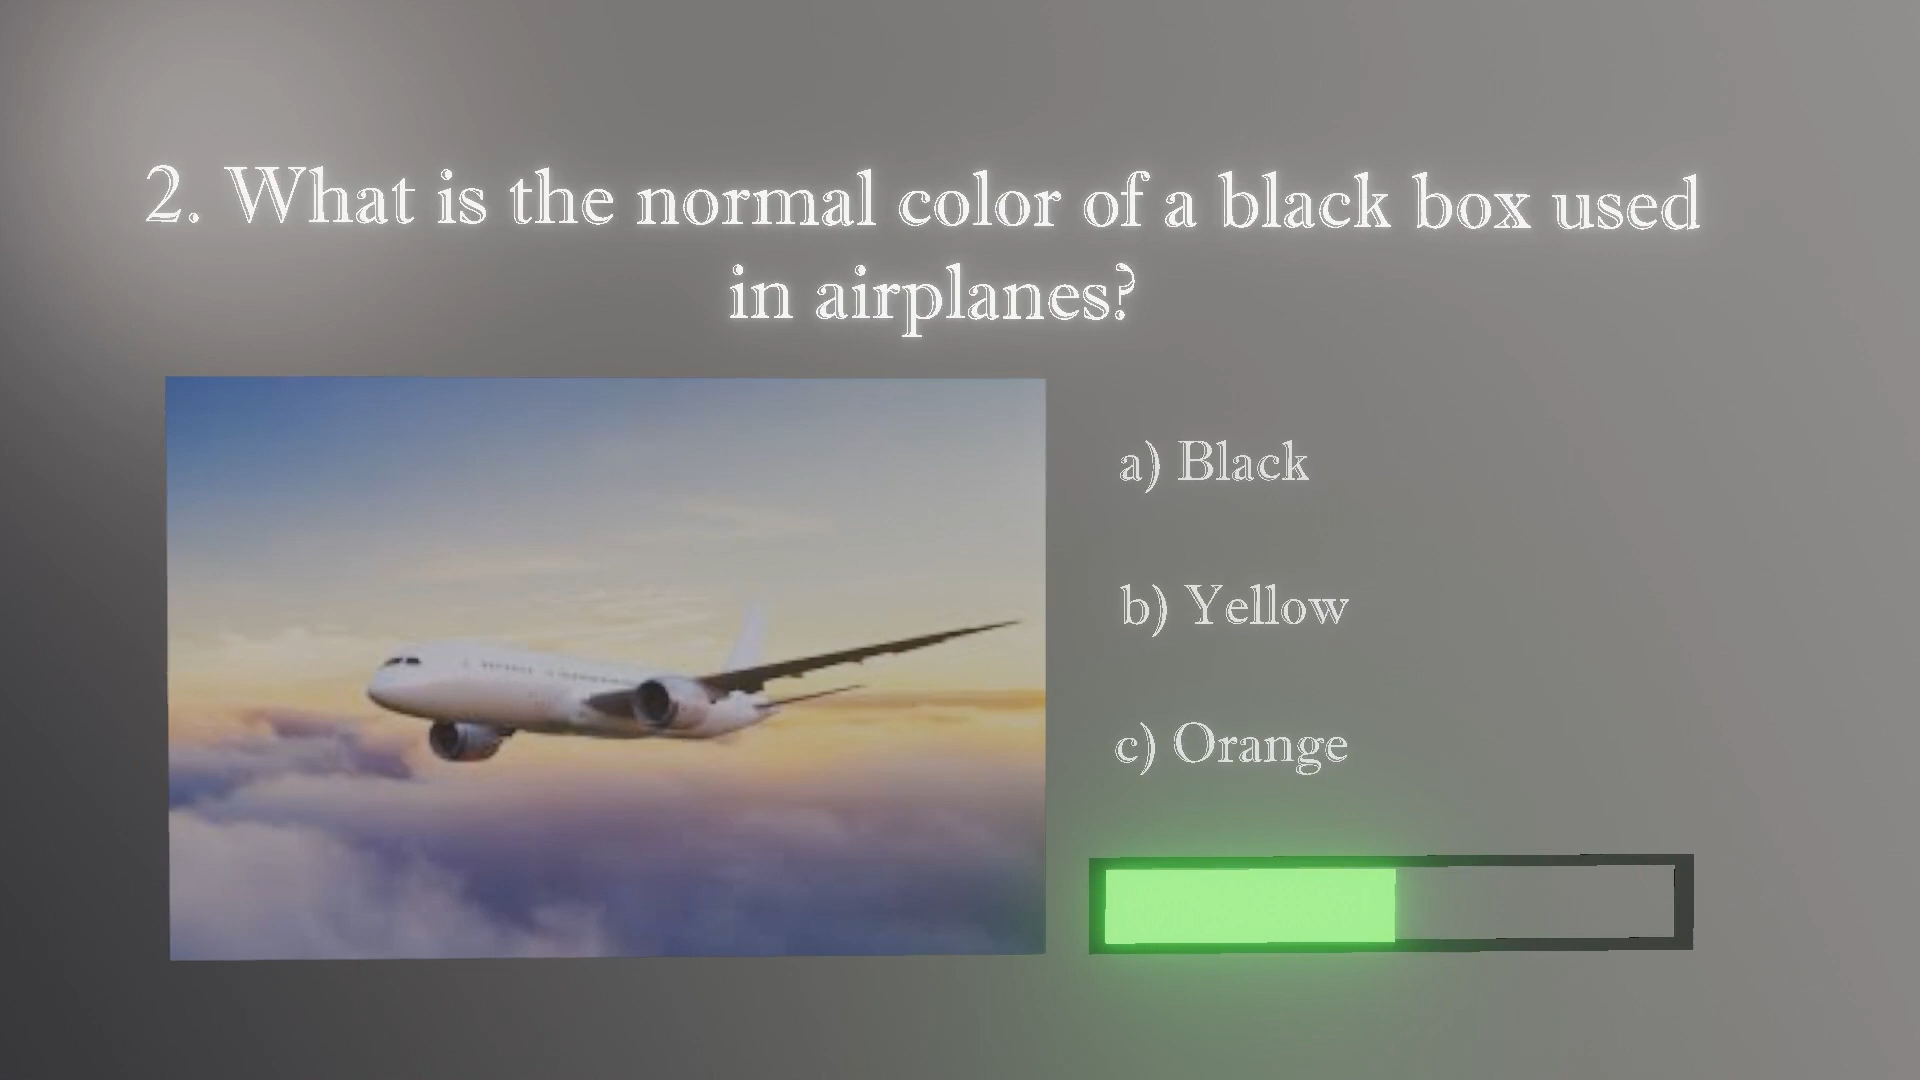 2. What is the normal color of a black box used
in airplanes?
a) Black
b) Yellow
c) Orange